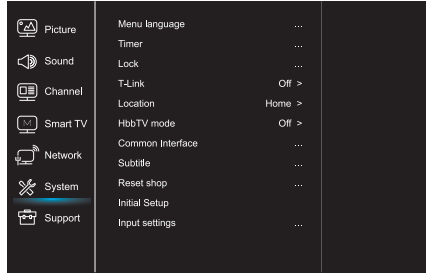 Picture
Sound
Channel
Smart TV
Network
System
Support
Menu language ...
Timer ...
Lock ...
T-Link Off >
Location Home >
HbbTV mode Off >
Common Interface ...
Subtitle ...
Reset shop ...
Initial Setup
Input settings ...